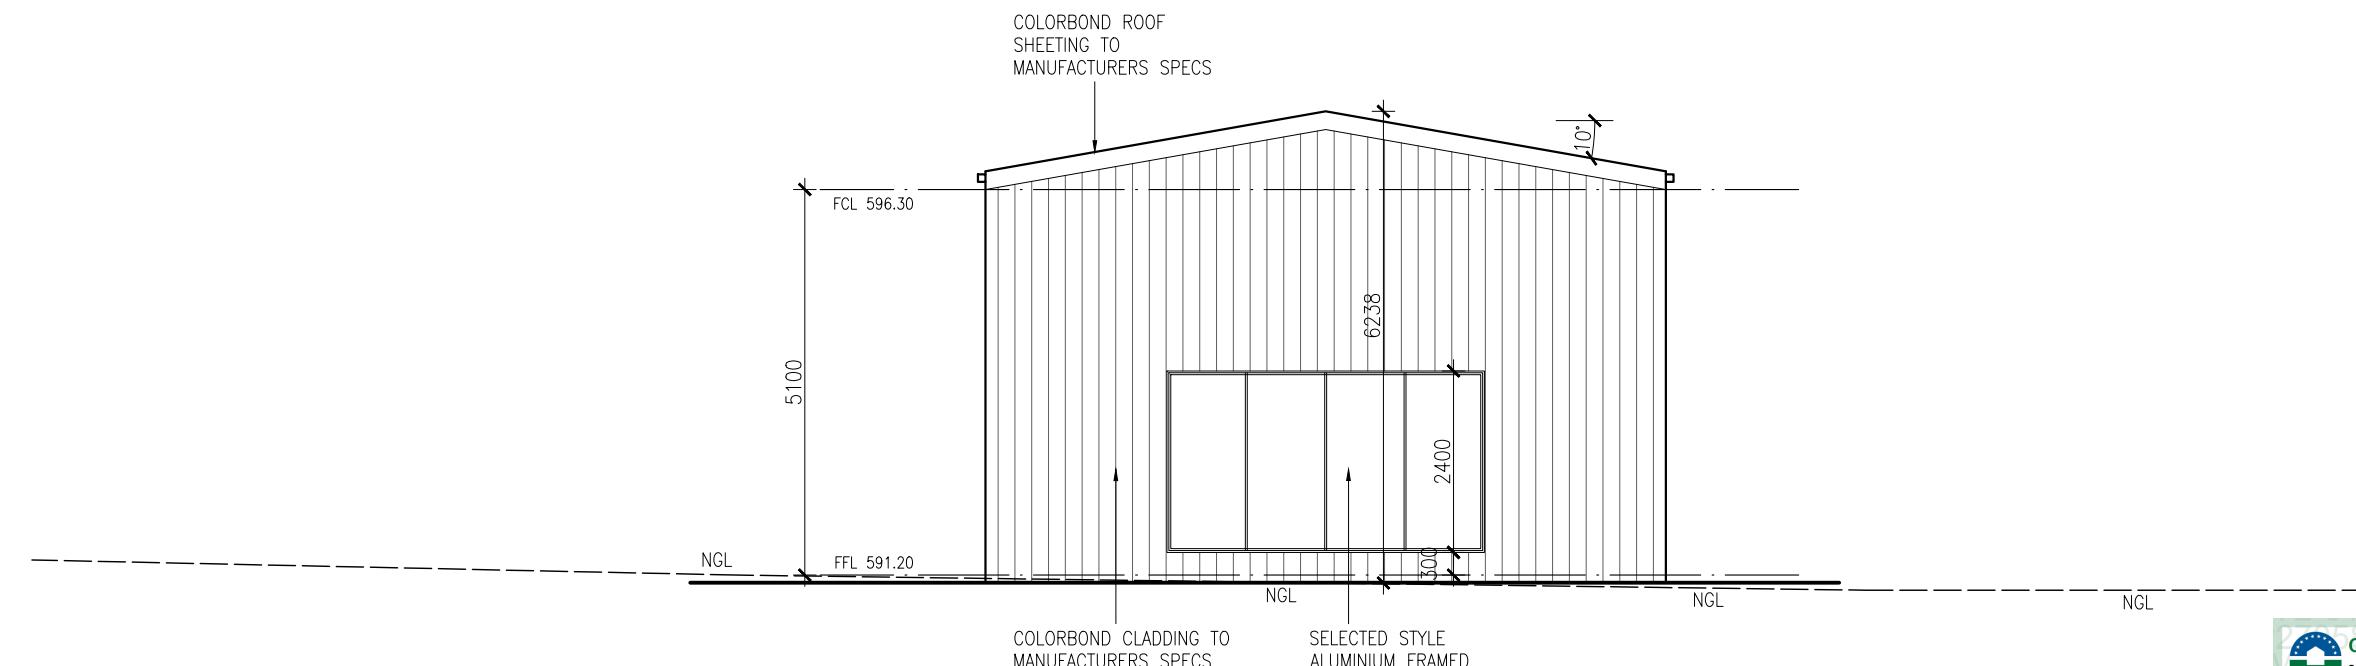 COLORBOND ROOF
SHEETING TO
MANUFACTURERS SPECS
10°
FCL 596.30
6238
5100
2400
300
NGL
FFL 591.20
NGL
NGL
NGL
COLORBOND CLADDING TO
MANUFACTURERS SPECS
SELECTED STYLE
ALUMINIUM FRAMED